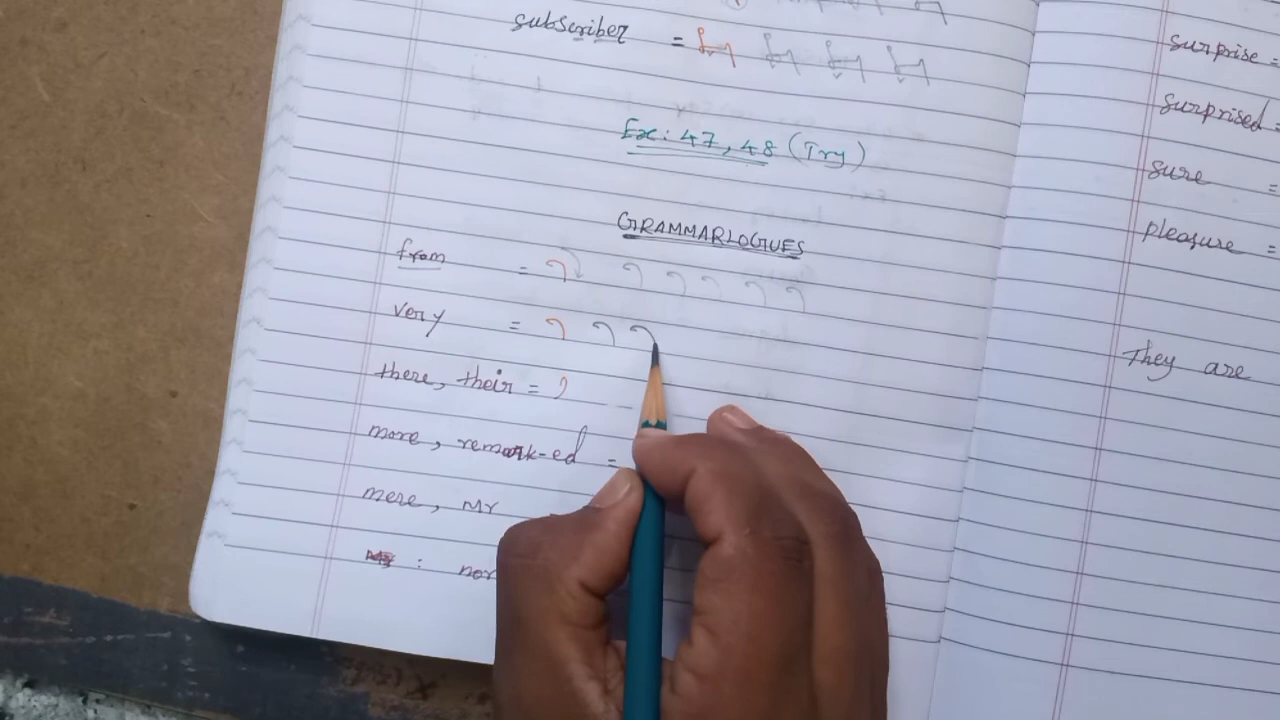 subscriber =
Ex: 47, 48 (Try)
GRAMMARLOGUES
from =
very =
there, their =
more, remark-ed =
mere, Mr
: nor
surprise =
surprised =
sure =
pleasure =
They are